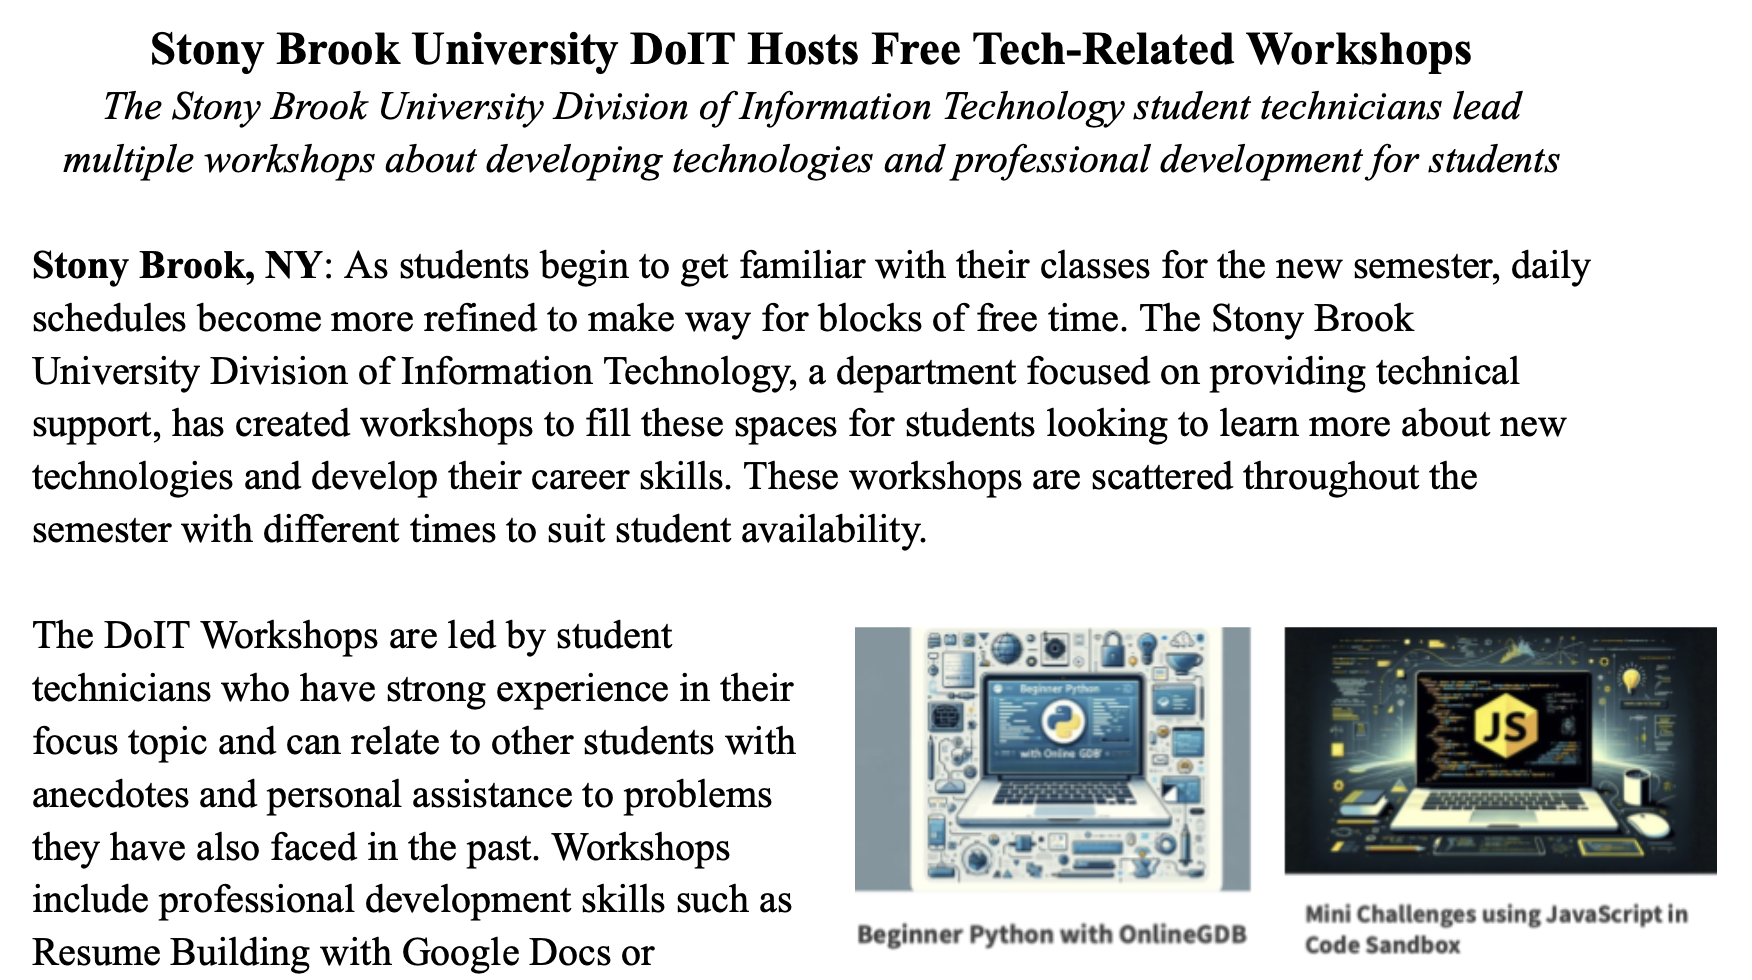 Stony Brook University DoIT Hosts Free Tech-Related Workshops
The Stony Brook University Division of Information Technology student technicians lead
multiple workshops about developing technologies and professional development for students
Stony Brook, NY: As students begin to get familiar with their classes for the new semester, daily
schedules become more refined to make way for blocks of free time. The Stony Brook
University Division of Information Technology, a department focused on providing technical
support, has created workshops to fill these spaces for students looking to learn more about new
technologies and develop their career skills. These workshops are scattered throughout the
semester with different times to suit student availability.
The DoIT Workshops are led by student
technicians who have strong experience in their
focus topic and can relate to other students with
anecdotes and personal assistance to problems
they have also faced in the past. Workshops
include professional development skills such as
Resume Building with Google Docs or
Beginner Python
with Online GDB
Beginner Python with OnlineGDB
JS
Mini Challenges using JavaScript in
Code Sandbox